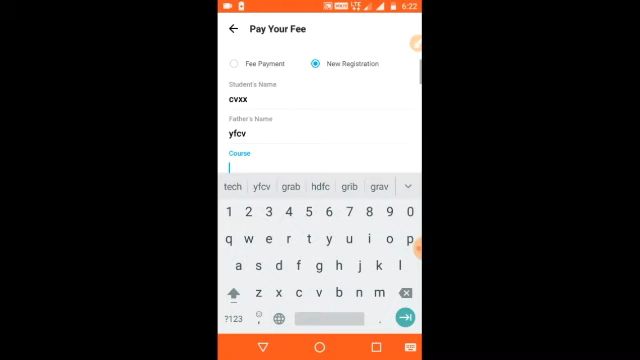 6:22
Pay Your Fee
Fee Payment New Registration
Student's Name
cvxx
Father's Name
yfcv
Course
tech yfcv grab hdfc grib grav
1 2 3 4 5 6 7 8 9 0
q w e r t y u i o p
a s d f g h j k l
z x c v b n m
?123 , .